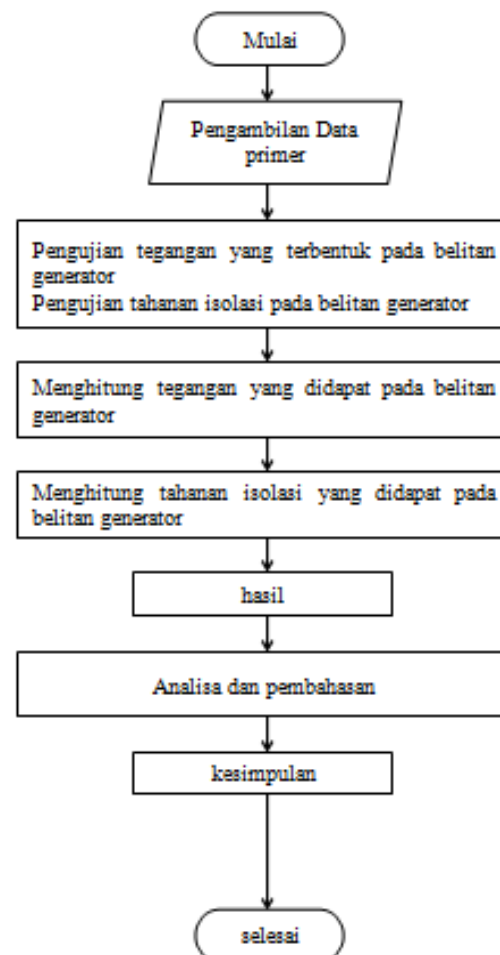 Mulai
Pengambilan Data
primer
Pengujian tegangan yang terbentuk pada belitan
generator
Pengujian tahanan isolasi pada belitan generator
Menghitung tegangan yang didapat pada belitan
generator
Menghitung tahanan isolasi yang didapat pada
belitan generator
hasil
Analisa dan pembahasan
kesimpulan
selesai